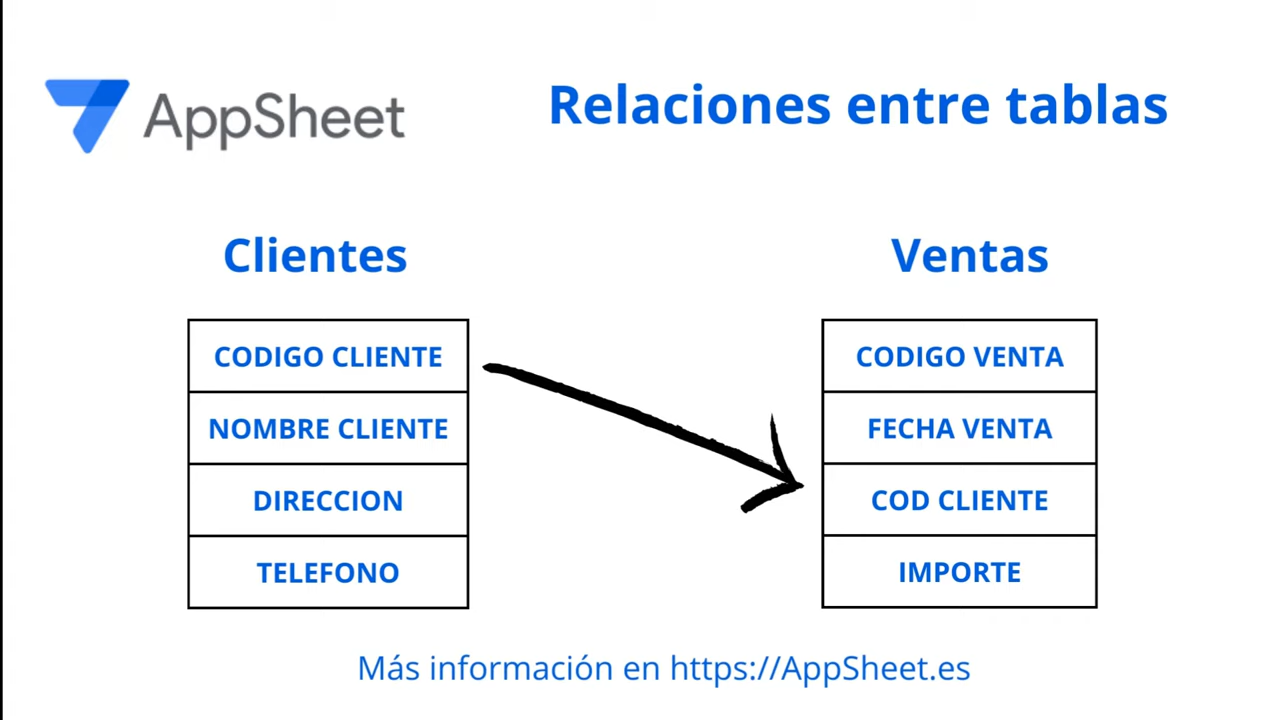 AppSheet
Relaciones entre tablas
Clientes
CODIGO CLIENTE
NOMBRE CLIENTE
DIRECCION
TELEFONO
Ventas
CODIGO VENTA
FECHA VENTA
COD CLIENTE
IMPORTE
Más información en https://AppSheet.es